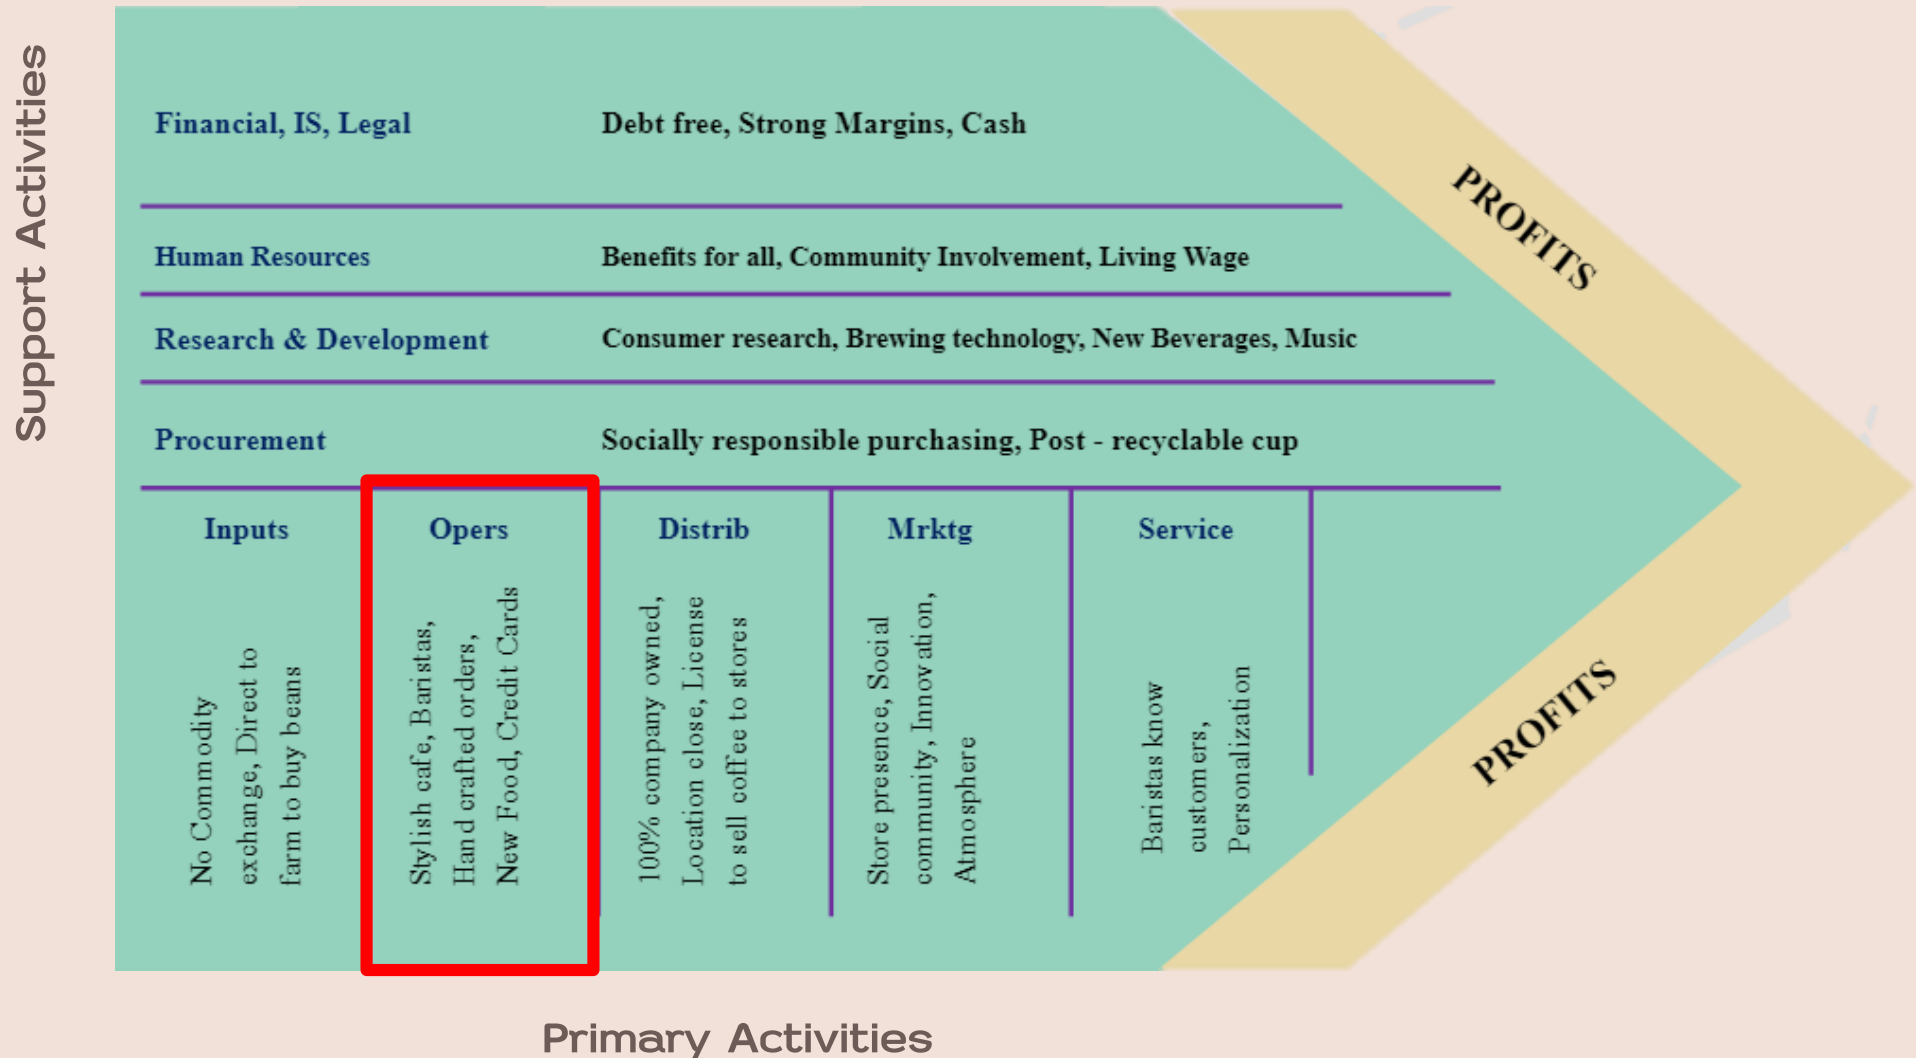 Support Activities
Financial, IS, Legal
Debt free, Strong Margins, Cash
Human Resources
Benefits for all, Community Involvement, Living Wage
Research & Development
Consumer research, Brewing technology, New Beverages, Music
Procurement
Socially responsible purchasing, Post - recyclable cup
Inputs
No Commodity
exchange, Direct to
farm to buy beans
Opers
Stylish cafe, Baristas,
Hand crafted orders,
New Food, Credit Cards
Distrib
100% company owned,
Location close, License
to sell coffee to stores
Mrktg
Store presence, Social
community, Innovation,
Atmosphere
Service
Baristas know
customers,
Personalization
PROFITS
PROFITS
Primary Activities